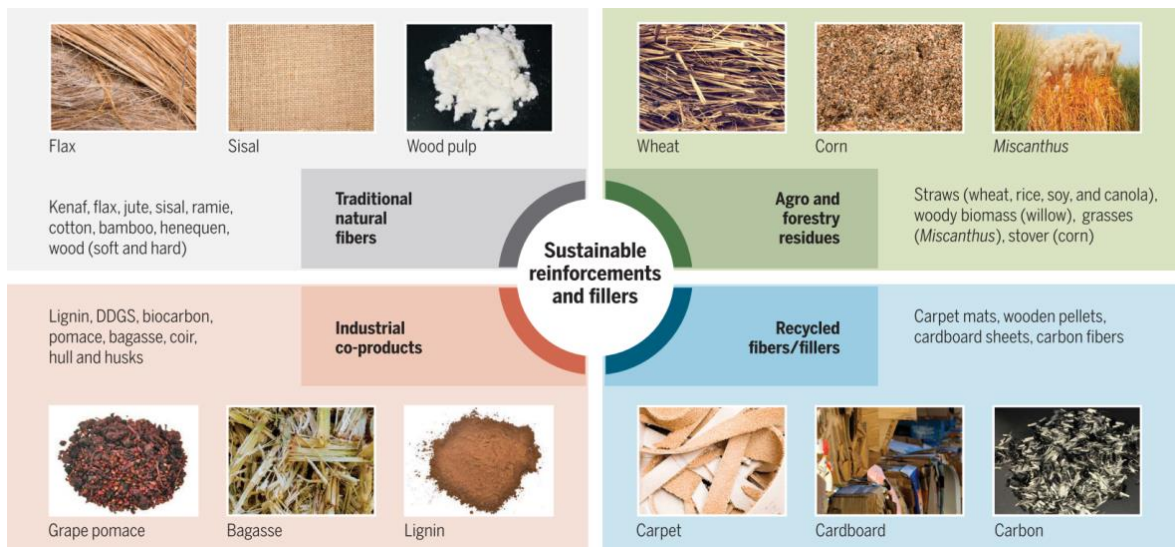 Flax
Sisal
Wood pulp
Kenaf, flax, jute, sisal, ramie,
cotton, bamboo, henequen,
wood (soft and hard)
Traditional
natural
fibers
Wheat
Corn
Miscanthus
Agro and
forestry
residues
Straws (wheat, rice, soy, and canola),
woody biomass (willow), grasses
(Miscanthus), stover (corn)
Sustainable
reinforcements
and fillers
Lignin, DDGS, biocarbon,
pomace, bagasse, coir,
hull and husks
Industrial
co-products
Grape pomace
Bagasse
Lignin
Recycled
fibers/fillers
Carpet mats, wooden pellets,
cardboard sheets, carbon fibers
Carpet
Cardboard
Carbon